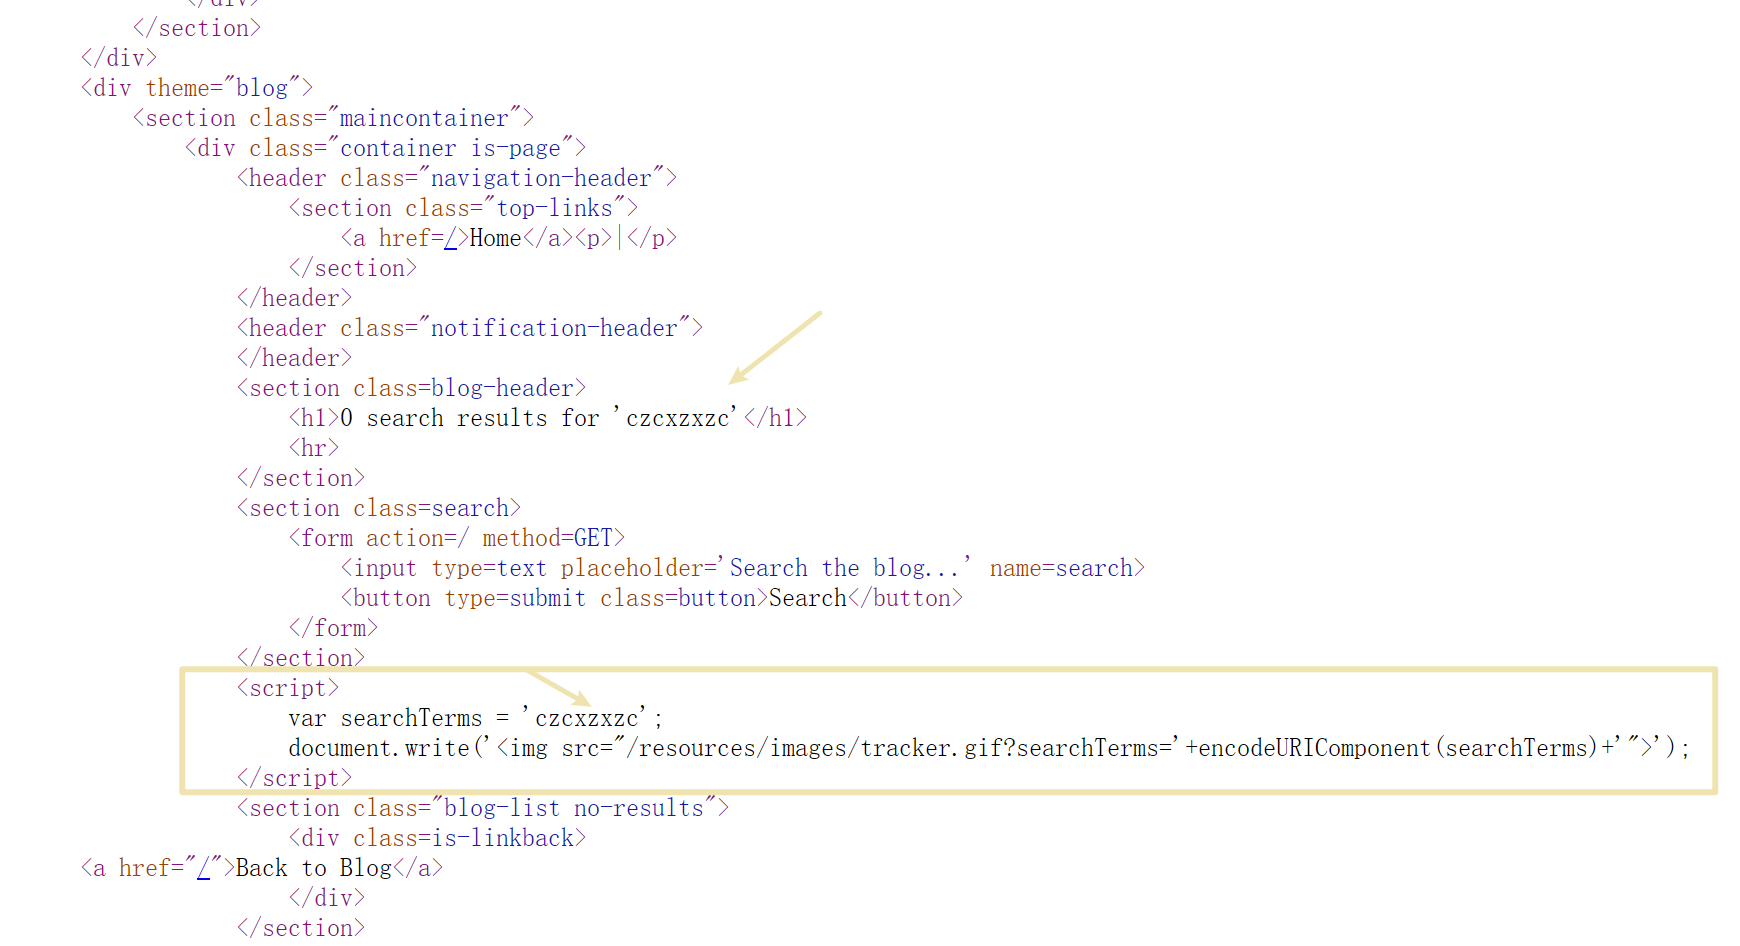 </div>
</section>
</div>
<div theme="blog">
<section class="maincontainer">
<div class="container is-page">
<header class="navigation-header">
<section class="top-links">
<a href=/>Home</a><p>|</p>
</section>
</header>
<header class="notification-header">
</header>
<section class=blog-header>
<h1>0 search results for 'czcxzxzc'</h1>
<hr>
</section>
<section class=search>
<form action=/ method=GET>
<input type=text placeholder='Search the blog...' name=search>
<button type=submit class=button>Search</button>
</form>
</section>
<script>
var searchTerms = 'czcxzxzc';
document.write('<img src="/resources/images/tracker.gif?searchTerms='+encodeURIComponent(searchTerms)+'">');
</script>
<section class="blog-list no-results">
<div class=is-linkback>
<a href="/">Back to Blog</a>
</div>
</section>